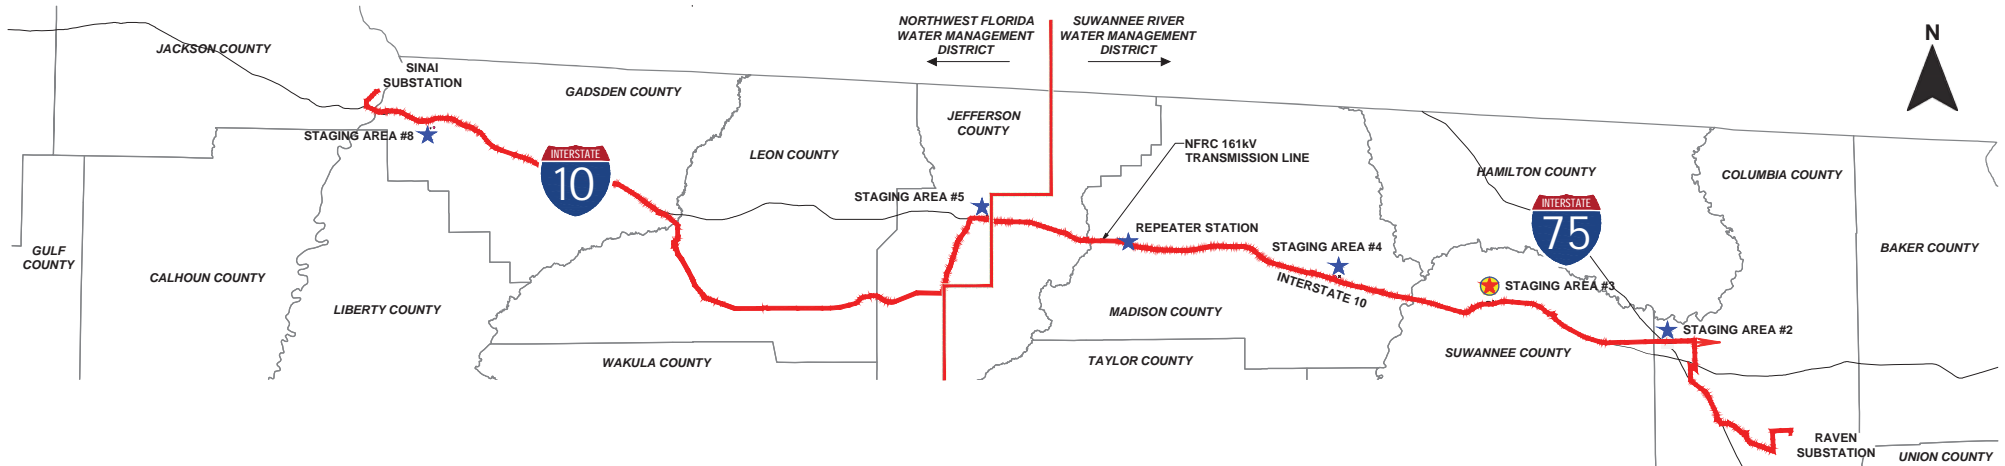 NORTHWEST FLORIDA
WATER MANAGEMENT
DISTRICT
SUWANNEE RIVER
WATER MANAGEMENT
DISTRICT
N
JACKSON COUNTY
SINAI
SUBSTATION
GADSDEN COUNTY
STAGING AREA #8
INTERSTATE
10
LEON COUNTY
JEFFERSON
COUNTY
NFRC 161kV
TRANSMISSION LINE
HAMILTON COUNTY
COLUMBIA COUNTY
STAGING AREA #5
INTERSTATE
75
REPEATER STATION
STAGING AREA #4
GULF
COUNTY
CALHOUN COUNTY
BAKER COUNTY
INTERSTATE 10
STAGING AREA #3
LIBERTY COUNTY
MADISON COUNTY
STAGING AREA #2
WAKULA COUNTY
TAYLOR COUNTY
SUWANNEE COUNTY
RAVEN
SUBSTATION
UNION COUNTY